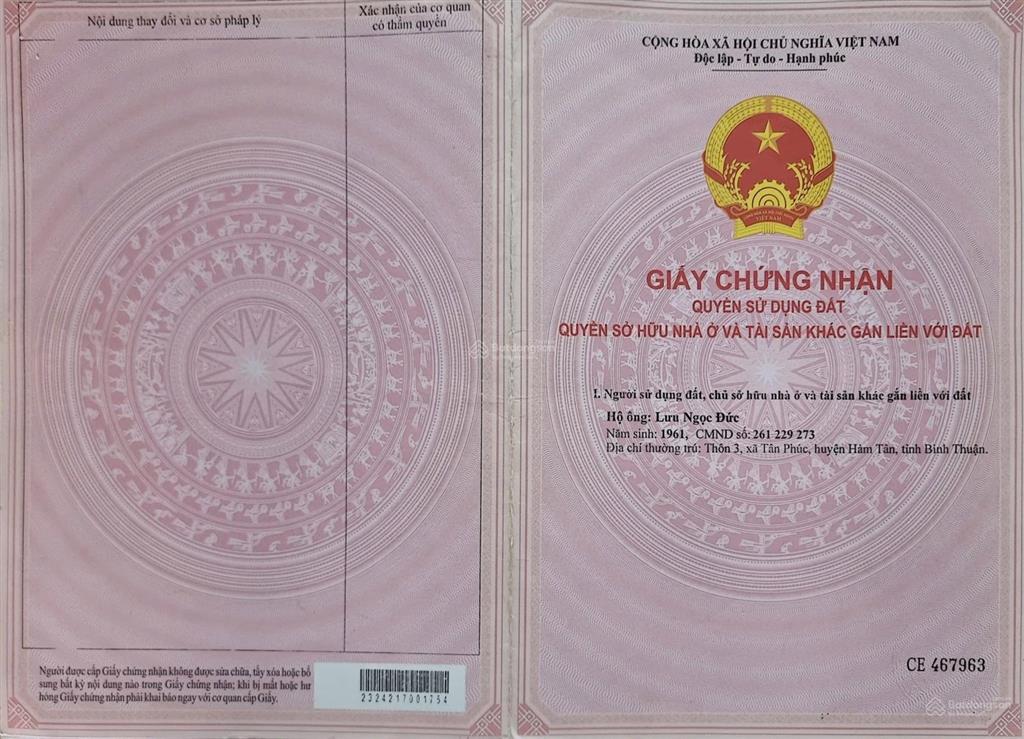 Nội dung thay đổi và cơ sở pháp lý
Xác nhận của cơ quan
có thẩm quyền
Người được cấp Giấy chứng nhận không được sửa chữa, tẩy xóa hoặc bổ
sung bất kỳ nội dung nào trong Giấy chứng nhận; khi bị mất hoặc hư
hỏng Giấy chứng nhận phải khai báo ngay với cơ quan cấp Giấy.
2324217001754
CỘNG HÒA XÃ HỘI CHỦ NGHĨA VIỆT NAM
Độc lập - Tự do - Hạnh phúc
VIỆT NAM
GIẤY CHỨNG NHẬN
QUYỀN SỬ DỤNG ĐẤT
QUYỀN SỞ HỮU NHÀ Ở VÀ TÀI SẢN KHÁC GẮN LIỀN VỚI ĐẤT
I. Người sử dụng đất, chủ sở hữu nhà ở và tài sản khác gắn liền với đất
Hộ ông: Lưu Ngọc Đức
Năm sinh: 1961, CMND số: 261 229 273
Địa chỉ thường trú: Thôn 3, xã Tân Phúc, huyện Hàm Tân, tỉnh Bình Thuận.
CE 467963
Batdongsan